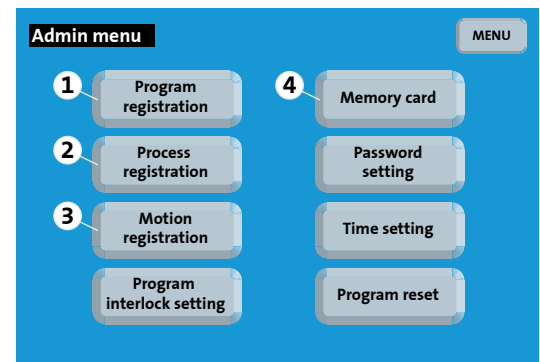 Admin menu
MENU
1
Program
registration
4
Memory card
2
Process
registration
Password
setting
3
Motion
registration
Time setting
Program
interlock setting
Program reset